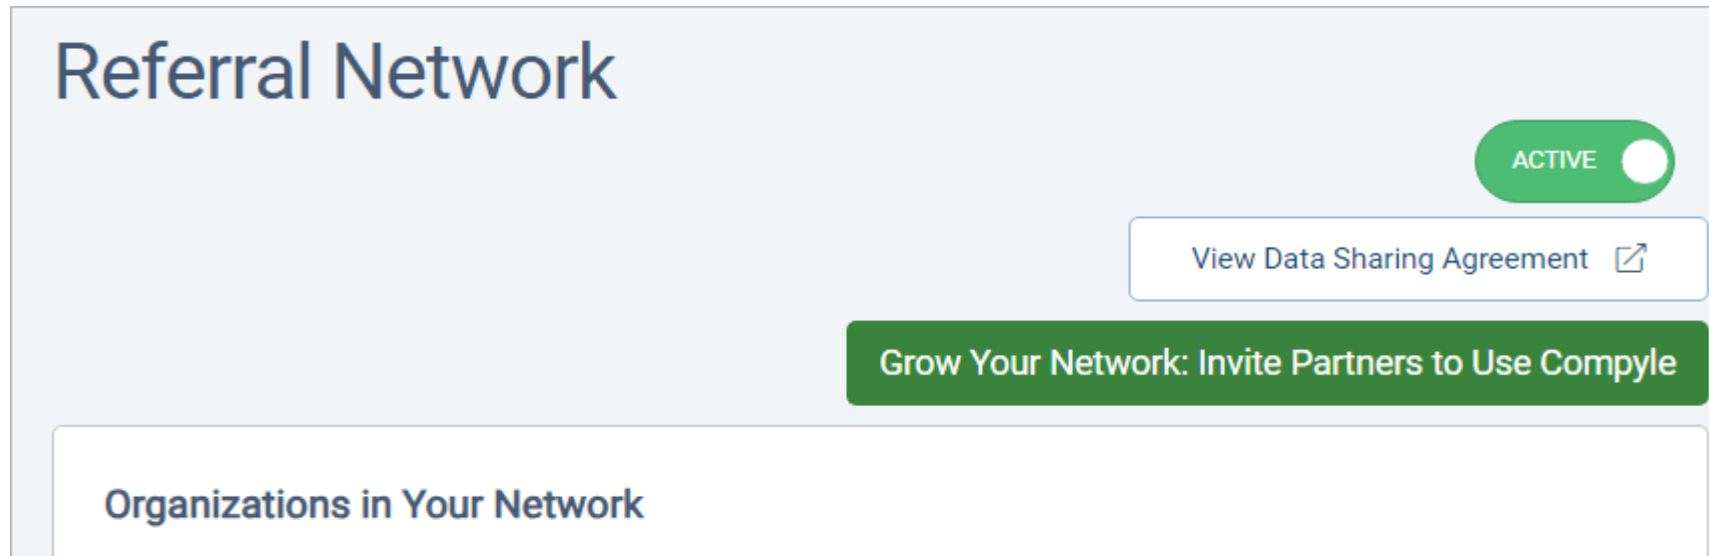 Referral Network
ACTIVE
View Data Sharing Agreement
Grow Your Network: Invite Partners to Use Compyle
Organizations in Your Network